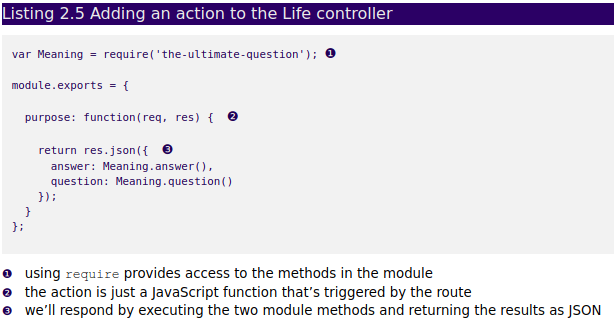 Listing 2.5 Adding an action to the Life controller
var Meaning = require('the-ultimate-question'); ❶
module.exports = {
purpose: function(req, res) { ❷
return res.json({ ❸
answer: Meaning.answer(),
question: Meaning.question()
});
}
};
❶ using require provides access to the methods in the module
❷ the action is just a JavaScript function that’s triggered by the route
❸ we’ll respond by executing the two module methods and returning the results as JSON